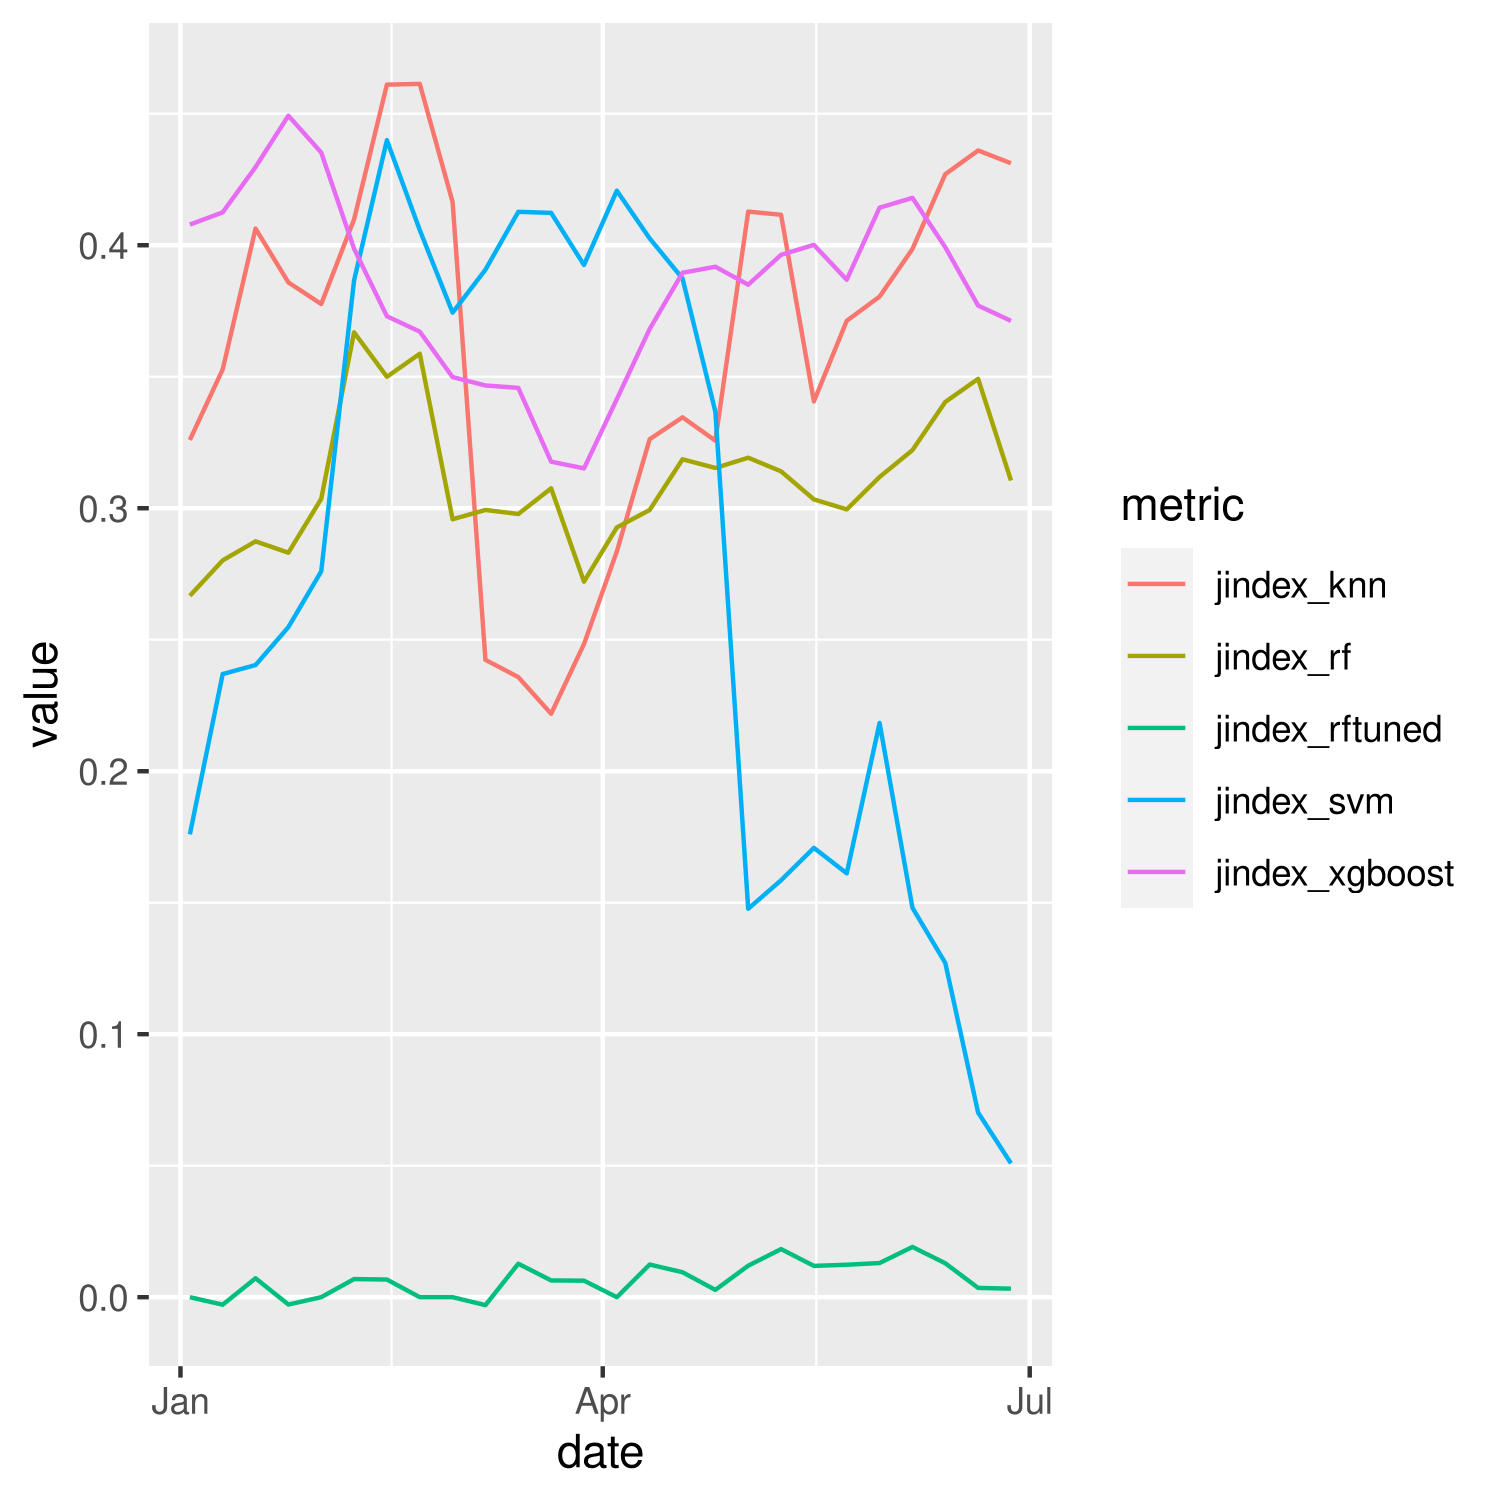 value
0.4
0.3
0.2
0.1
0.0
Jan
Apr
Jul
date
metric
jindex_knn
jindex_rf
jindex_rftuned
jindex_svm
jindex_xgboost